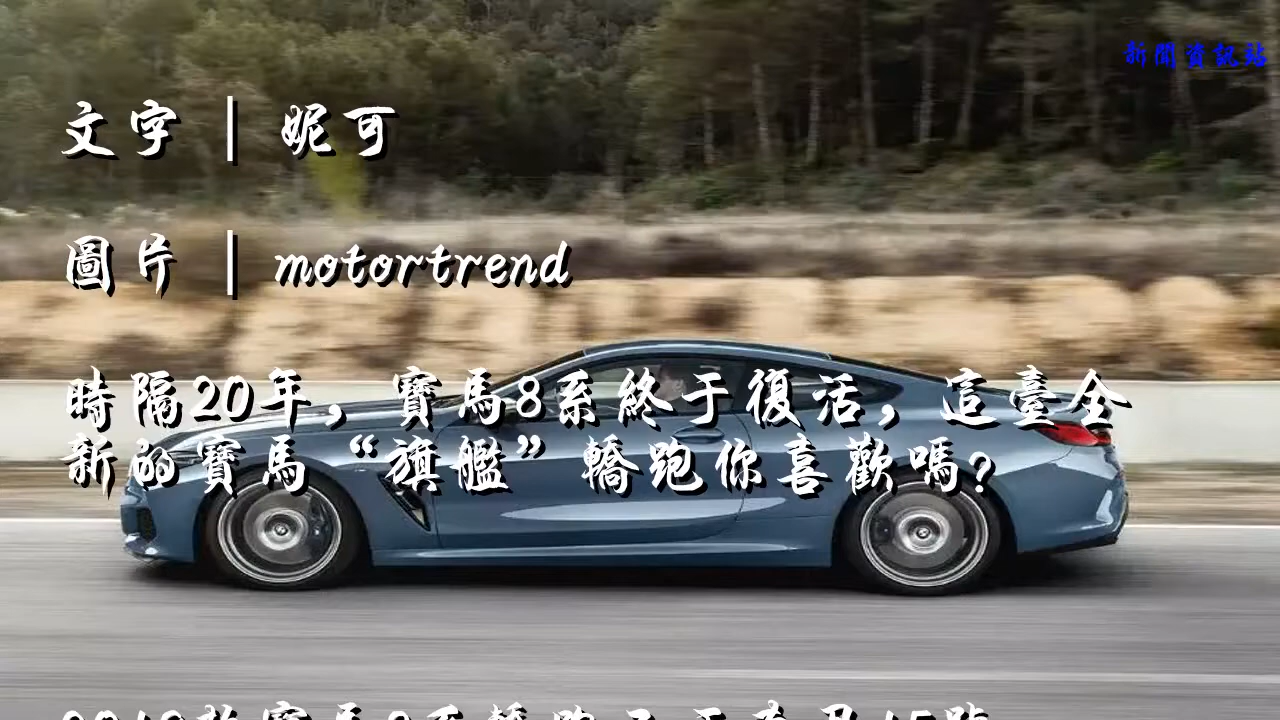 新聞資訊站
文字 | 妮可
圖片 | motortrend
時隔20年，寶馬8系終于復活，這臺全
新的寶馬“旗艦”轎跑你喜歡嗎?